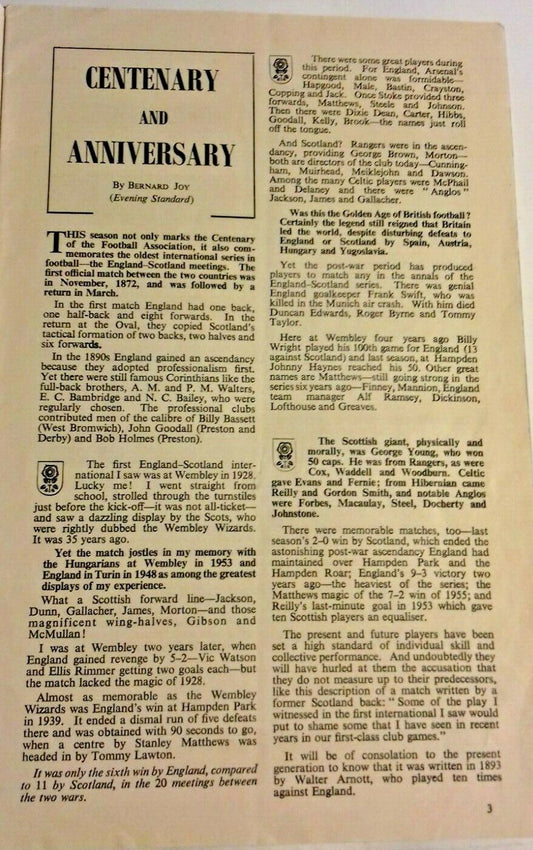 CENTENARY
AND
ANNIVERSARY
By Bernard Joy
(Evening Standard)
THIS season not only marks the Centenary
of the Football Association, it also com-
memorates the oldest international series in
football—the England–Scotland meetings. The
first official match between the two countries was
in November, 1872, and was followed by a
return in March.
In the first match England had one back,
one half-back and eight forwards. In the
return at the Oval, they copied Scotland's
tactical formation of two backs, two halves and
six forwards.
In the 1890s England gained an ascendancy
because they adopted professionalism first.
Yet there were still famous Corinthians like the
full-back brothers, A. M. and P. M. Walters,
E. C. Bambridge and N. C. Bailey, who were
regularly chosen. The professional clubs
contributed men of the calibre of Billy Bassett
(West Bromwich), John Goodall (Preston and
Derby) and Bob Holmes (Preston).
The first England–Scotland inter-
national I saw was at Wembley in 1928.
Lucky me! I went straight from
school, strolled through the turnstiles
just before the kick-off—it was not all-ticket—
and saw a dazzling display by the Scots, who
were rightly dubbed the Wembley Wizards.
It was 35 years ago.
Yet the match jostles in my memory with
the Hungarians at Wembley in 1953 and
England in Turin in 1948 as among the greatest
displays of my experience.
What a Scottish forward line—Jackson,
Dunn, Gallacher, James, Morton—and those
magnificent wing-halves, Gibson and
McMullan!
I was at Wembley two years later, when
England gained revenge by 5–2—Vic Watson
and Ellis Rimmer getting two goals each—but
the match lacked the magic of 1928.
Almost as memorable as the Wembley
Wizards was England's win at Hampden Park
in 1939. It ended a dismal run of five defeats
there and was obtained with 90 seconds to go,
when a centre by Stanley Matthews was
headed in by Tommy Lawton.
It was only the sixth win by England, compared
to 11 by Scotland, in the 20 meetings between
the two wars.
There were some great players during
this period. For England, Arsenal's
contingent alone was formidable—
Hapgood, Male, Bastin, Crayston,
Copping and Jack. Once Stoke provided three
forwards, Matthews, Steele and Johnson.
Then there were Dixie Dean, Carter, Hibbs,
Goodall, Kelly, Brook—the names just roll
off the tongue.
And Scotland? Rangers were in the ascen-
dancy, providing George Brown, Morton—
both are directors of the club today—Cunning-
ham, Muirhead, Meiklejohn and Dawson.
Among the many Celtic players were McPhail
and Delaney and there were "Anglos"
Jackson, James and Gallacher.
Was this the Golden Age of British football?
Certainly the legend still reigned that Britain
led the world, despite disturbing defeats to
England or Scotland by Spain, Austria,
Hungary and Yugoslavia.
Yet the post-war period has produced
players to match any in the annals of the
England–Scotland series. There was genial
England goalkeeper Frank Swift, who was
killed in the Munich air crash. With him died
Duncan Edwards, Roger Byrne and Tommy
Taylor.
Here at Wembley four years ago Billy
Wright played his 100th game for England (13
against Scotland) and last season, at Hampden
Johnny Haynes reached his 50. Other great
names are Matthews—still going strong in the
series six years ago—Finney, Mannion, England
team manager Alf Ramsey, Dickinson,
Lofthouse and Greaves.
The Scottish giant, physically and
morally, was George Young, who won
50 caps. He was from Rangers, as were
Cox, Waddell and Woodburn. Celtic
gave Evans and Fernie; from Hibernian came
Reilly and Gordon Smith, and notable Anglos
were Forbes, Macaulay, Steel, Docherty and
Johnstone.
There were memorable matches, too—last
season's 2–0 win by Scotland, which ended the
astonishing post-war ascendancy England had
maintained over Hampden Park and the
Hampden Roar; England's 9–3 victory two
years ago—the heaviest of the series; the
Matthews magic of the 7–2 win of 1955; and
Reilly's last-minute goal in 1953 which gave
ten Scottish players an equaliser.
The present and future players have been
set a high standard of individual skill and
collective performance. And undoubtedly they
will have hurled at them the accusation that
they do not measure up to their predecessors,
like this description of a match written by a
former Scotland back: "Some of the play I
witnessed in the first international I saw would
put to shame some that I have seen in recent
years in our first-class club games."
It will be of consolation to the present
generation to know that it was written in 1893
by Walter Arnott, who played ten times
against England.
3